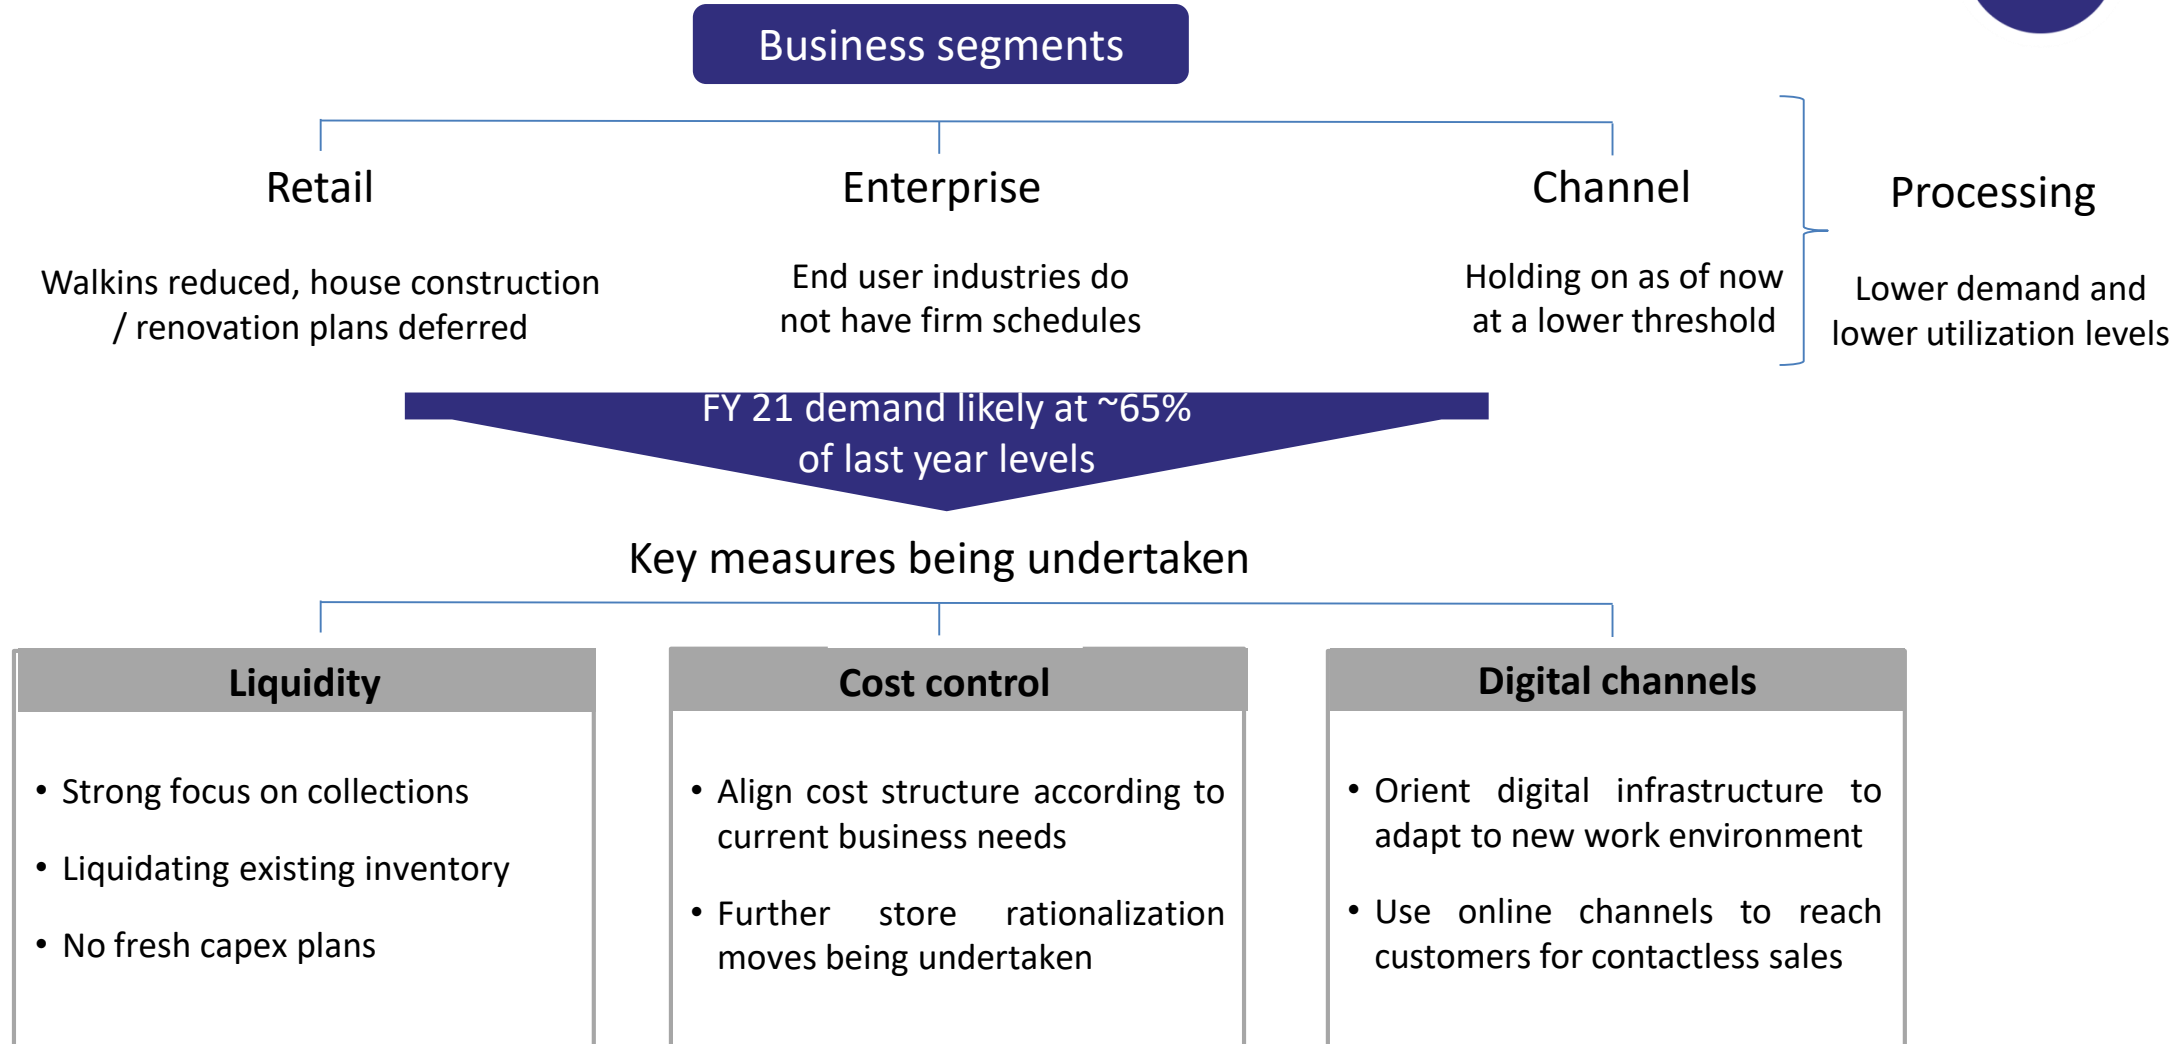 Business segments
Retail
Walkins reduced, house construction
/ renovation plans deferred
Enterprise
End user industries do
not have firm schedules
Channel
Holding on as of now
at a lower threshold
Processing
Lower demand and
lower utilization levels
FY 21 demand likely at ~65%
of last year levels
Key measures being undertaken
Liquidity
• Strong focus on collections
• Liquidating existing inventory
• No fresh capex plans
Cost control
• Align cost structure according to
current business needs
• Further store rationalization
moves being undertaken
Digital channels
• Orient digital infrastructure to
adapt to new work environment
• Use online channels to reach
customers for contactless sales